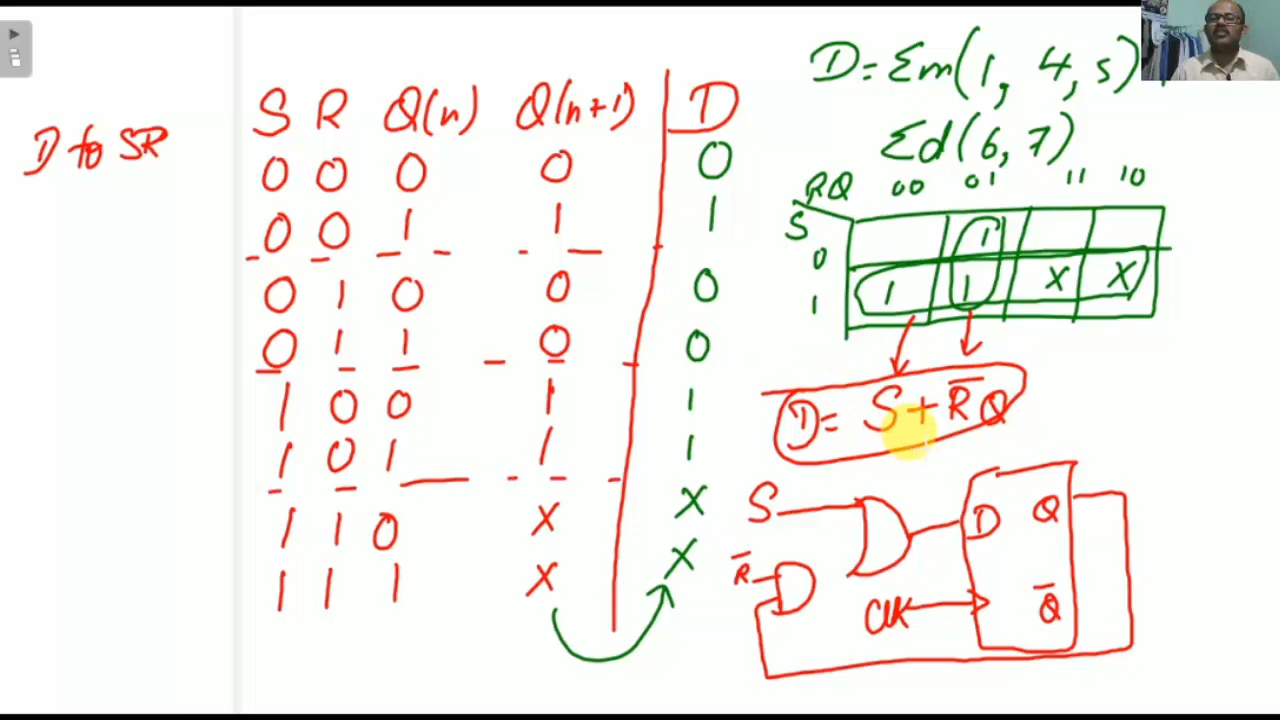 D to SR
S R Q(n) Q(n+1) D
0 0 0 0 0
0 0 1 1 1
0 1 0 0 0
0 1 1 0 0
1 0 0 1 1
1 0 1 1 1
1 1 0 X X
1 1 1 X X
D = Σm(1, 4, 5) +
Σd(6, 7)
RQ 00 01 11 10
S
0 1
1 1 1 X X
D = S + R̅Q
S
R̅
D Q
Clk Q̅